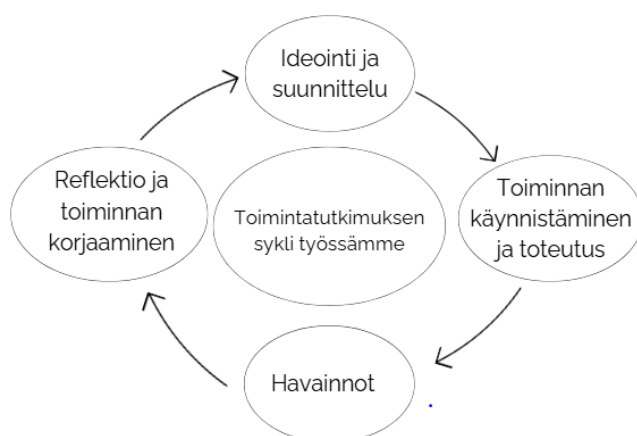 Ideointi ja
suunnittelu
Toiminnan
käynnistäminen
ja toteutus
Havainnot
Reflektio ja
toiminnan
korjaaminen
Toimintatutkimuksen
sykli työssämme